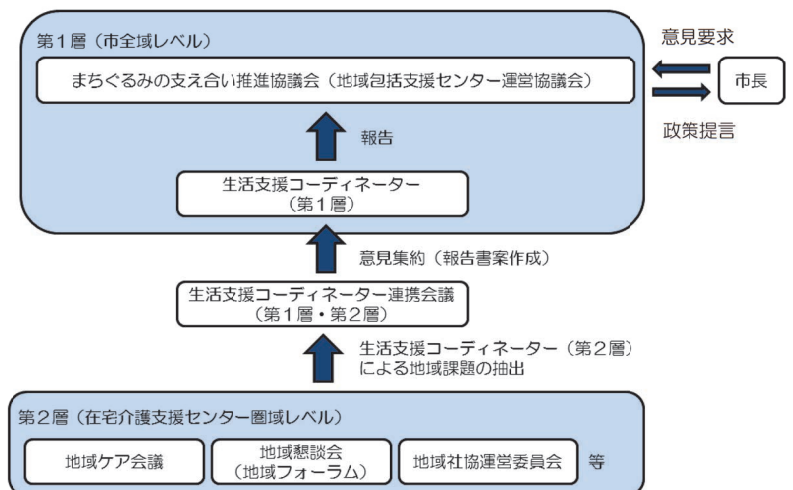 第１層（市全域レベル）
意見要求
まちぐるみの支え合い推進協議会（地域包括支援センター運営協議会）
市長
政策提言
報告
生活支援コーディネーター
（第１層）
意見集約（報告書案作成）
生活支援コーディネーター連携会議
（第１層・第２層）
生活支援コーディネーター（第２層）
による地域課題の抽出
第２層（在宅介護支援センター圏域レベル）
地域ケア会議
地域懇談会
（地域フォーラム）
地域社協運営委員会
等